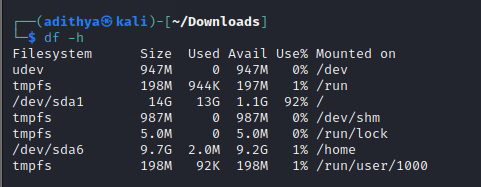 (adithya㉿kali)-[~/Downloads]
$ df -h
Filesystem      Size  Used Avail Use% Mounted on
udev            947M     0  947M   0% /dev
tmpfs           198M  944K  197M   1% /run
/dev/sda1        14G   13G  1.1G  92% /
tmpfs           987M     0  987M   0% /dev/shm
tmpfs           5.0M     0  5.0M   0% /run/lock
/dev/sda6       9.7G  2.0M  9.2G   1% /home
tmpfs           198M   92K  198M   1% /run/user/1000